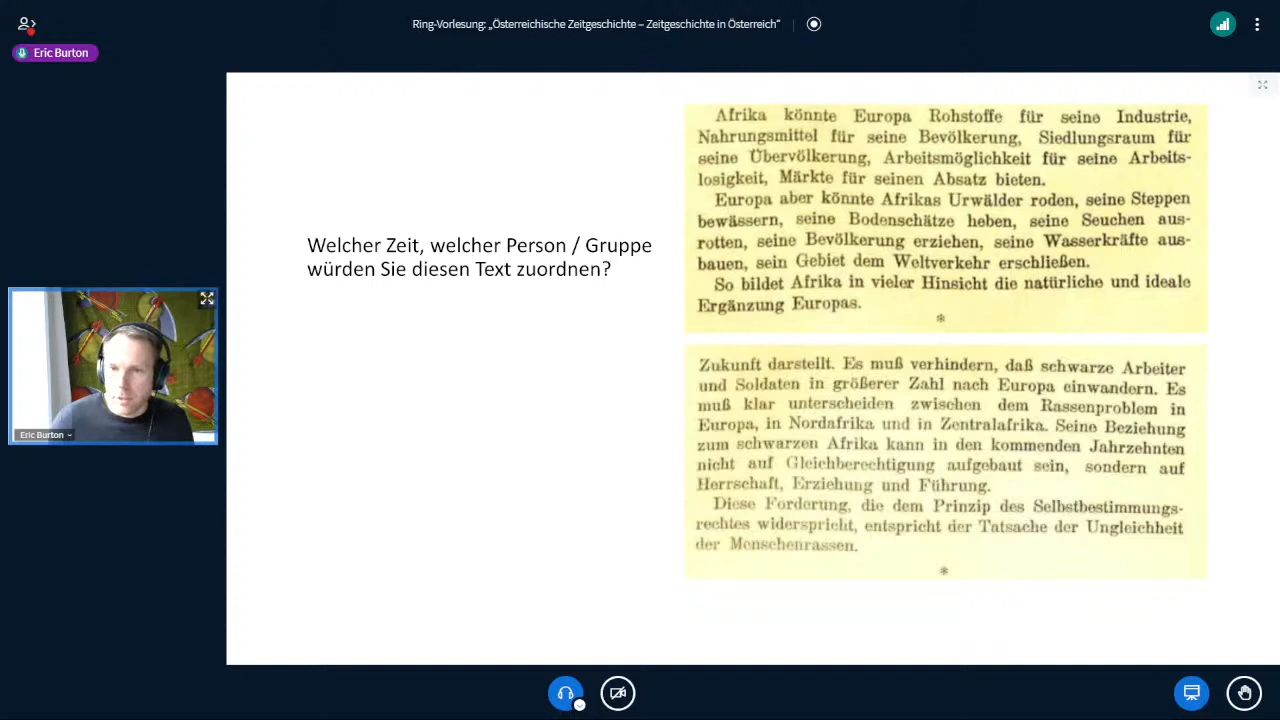 Ring-Vorlesung: „Österreichische Zeitgeschichte – Zeitgeschichte in Österreich“
Eric Burton
Welcher Zeit, welcher Person / Gruppe
würden Sie diesen Text zuordnen?
Afrika könnte Europa Rohstoffe für seine Industrie,
Nahrungsmittel für seine Bevölkerung, Siedlungsraum für
seine Übervölkerung, Arbeitsmöglichkeit für seine Arbeits-
losigkeit, Märkte für seinen Absatz bieten.
Europa aber könnte Afrikas Urwälder roden, seine Steppen
bewässern, seine Bodenschätze heben, seine Seuchen aus-
rotten, seine Bevölkerung erziehen, seine Wasserkräfte aus-
bauen, sein Gebiet dem Weltverkehr erschließen.
So bildet Afrika in vieler Hinsicht die natürliche und ideale
Ergänzung Europas.
*
Zukunft darstellt. Es muß verhindern, daß schwarze Arbeiter
und Soldaten in größerer Zahl nach Europa einwandern. Es
muß klar unterscheiden zwischen dem Rassenproblem in
Europa, in Nordafrika und in Zentralafrika. Seine Beziehung
zum schwarzen Afrika kann in den kommenden Jahrzehnten
nicht auf Gleichberechtigung aufgebaut sein, sondern auf
Herrschaft, Erziehung und Führung.
Diese Forderung, die dem Prinzip des Selbstbestimmungs-
rechtes widerspricht, entspricht der Tatsache der Ungleichheit
der Menschenrassen.
*
Eric Burton